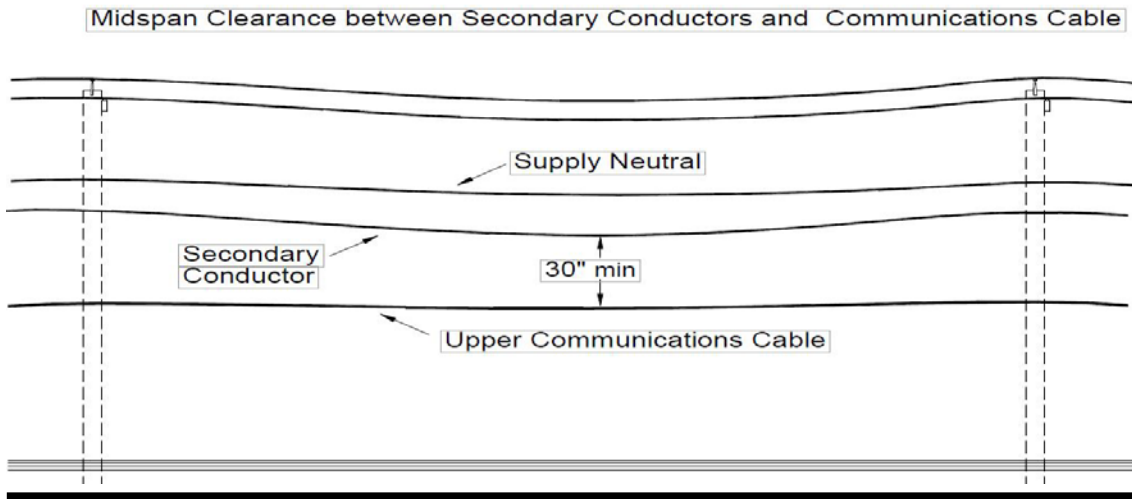 Midspan Clearance between Secondary Conductors and Communications Cable
Supply Neutral
Secondary
Conductor
30" min
Upper Communications Cable